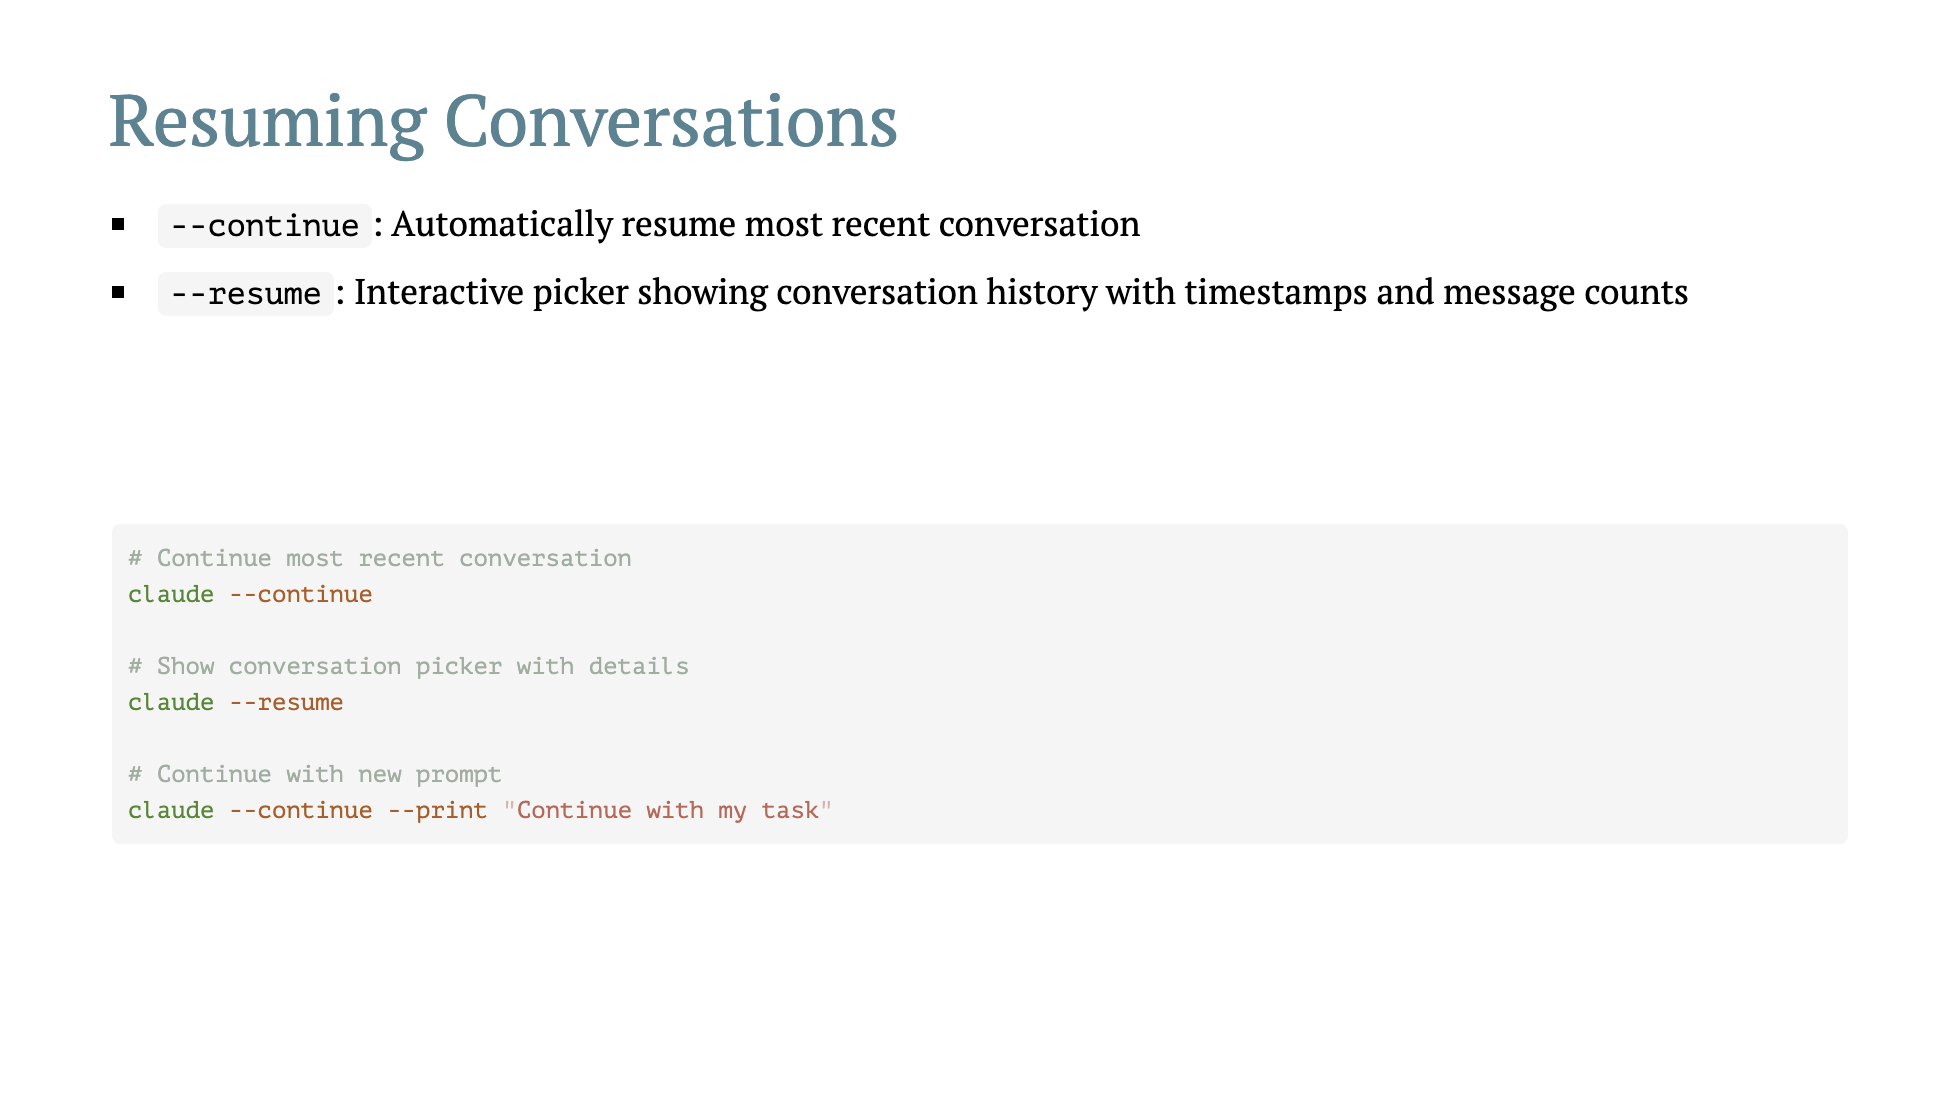 Resuming Conversations
▪ --continue: Automatically resume most recent conversation
▪ --resume: Interactive picker showing conversation history with timestamps and message counts
# Continue most recent conversation
claude --continue
# Show conversation picker with details
claude --resume
# Continue with new prompt
claude --continue --print "Continue with my task"